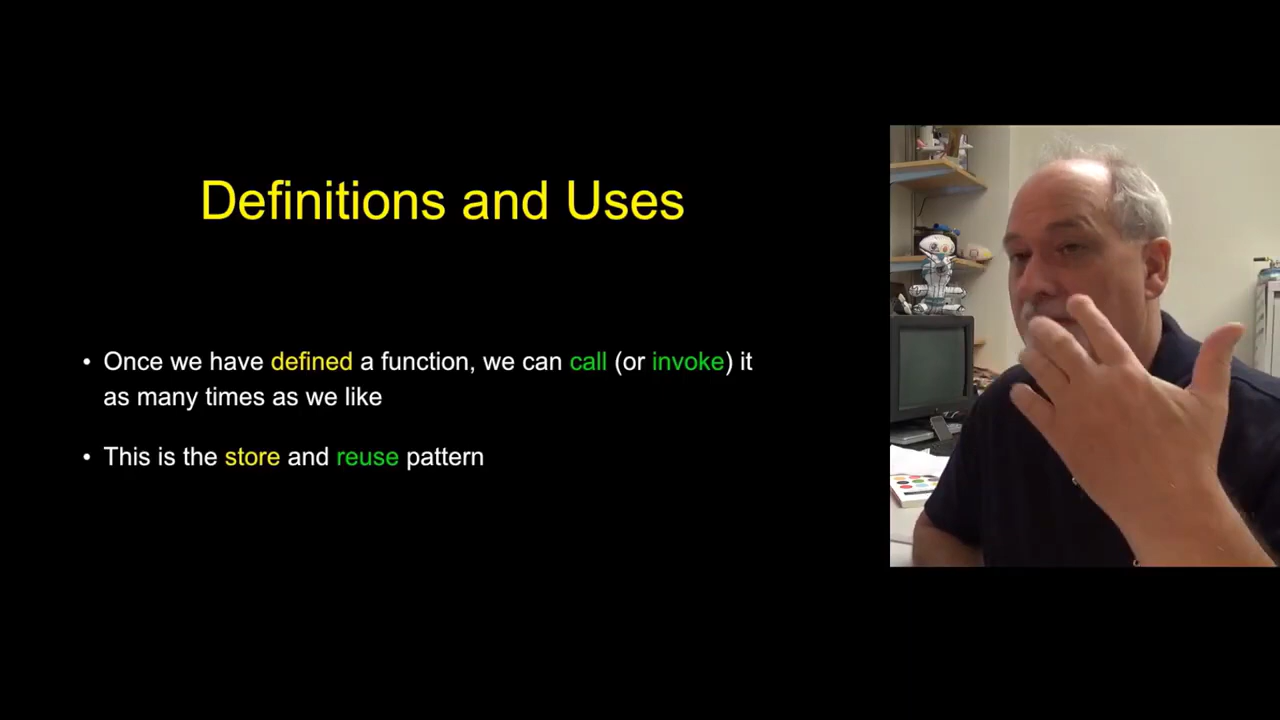 Definitions and Uses
• Once we have defined a function, we can call (or invoke) it
as many times as we like
• This is the store and reuse pattern